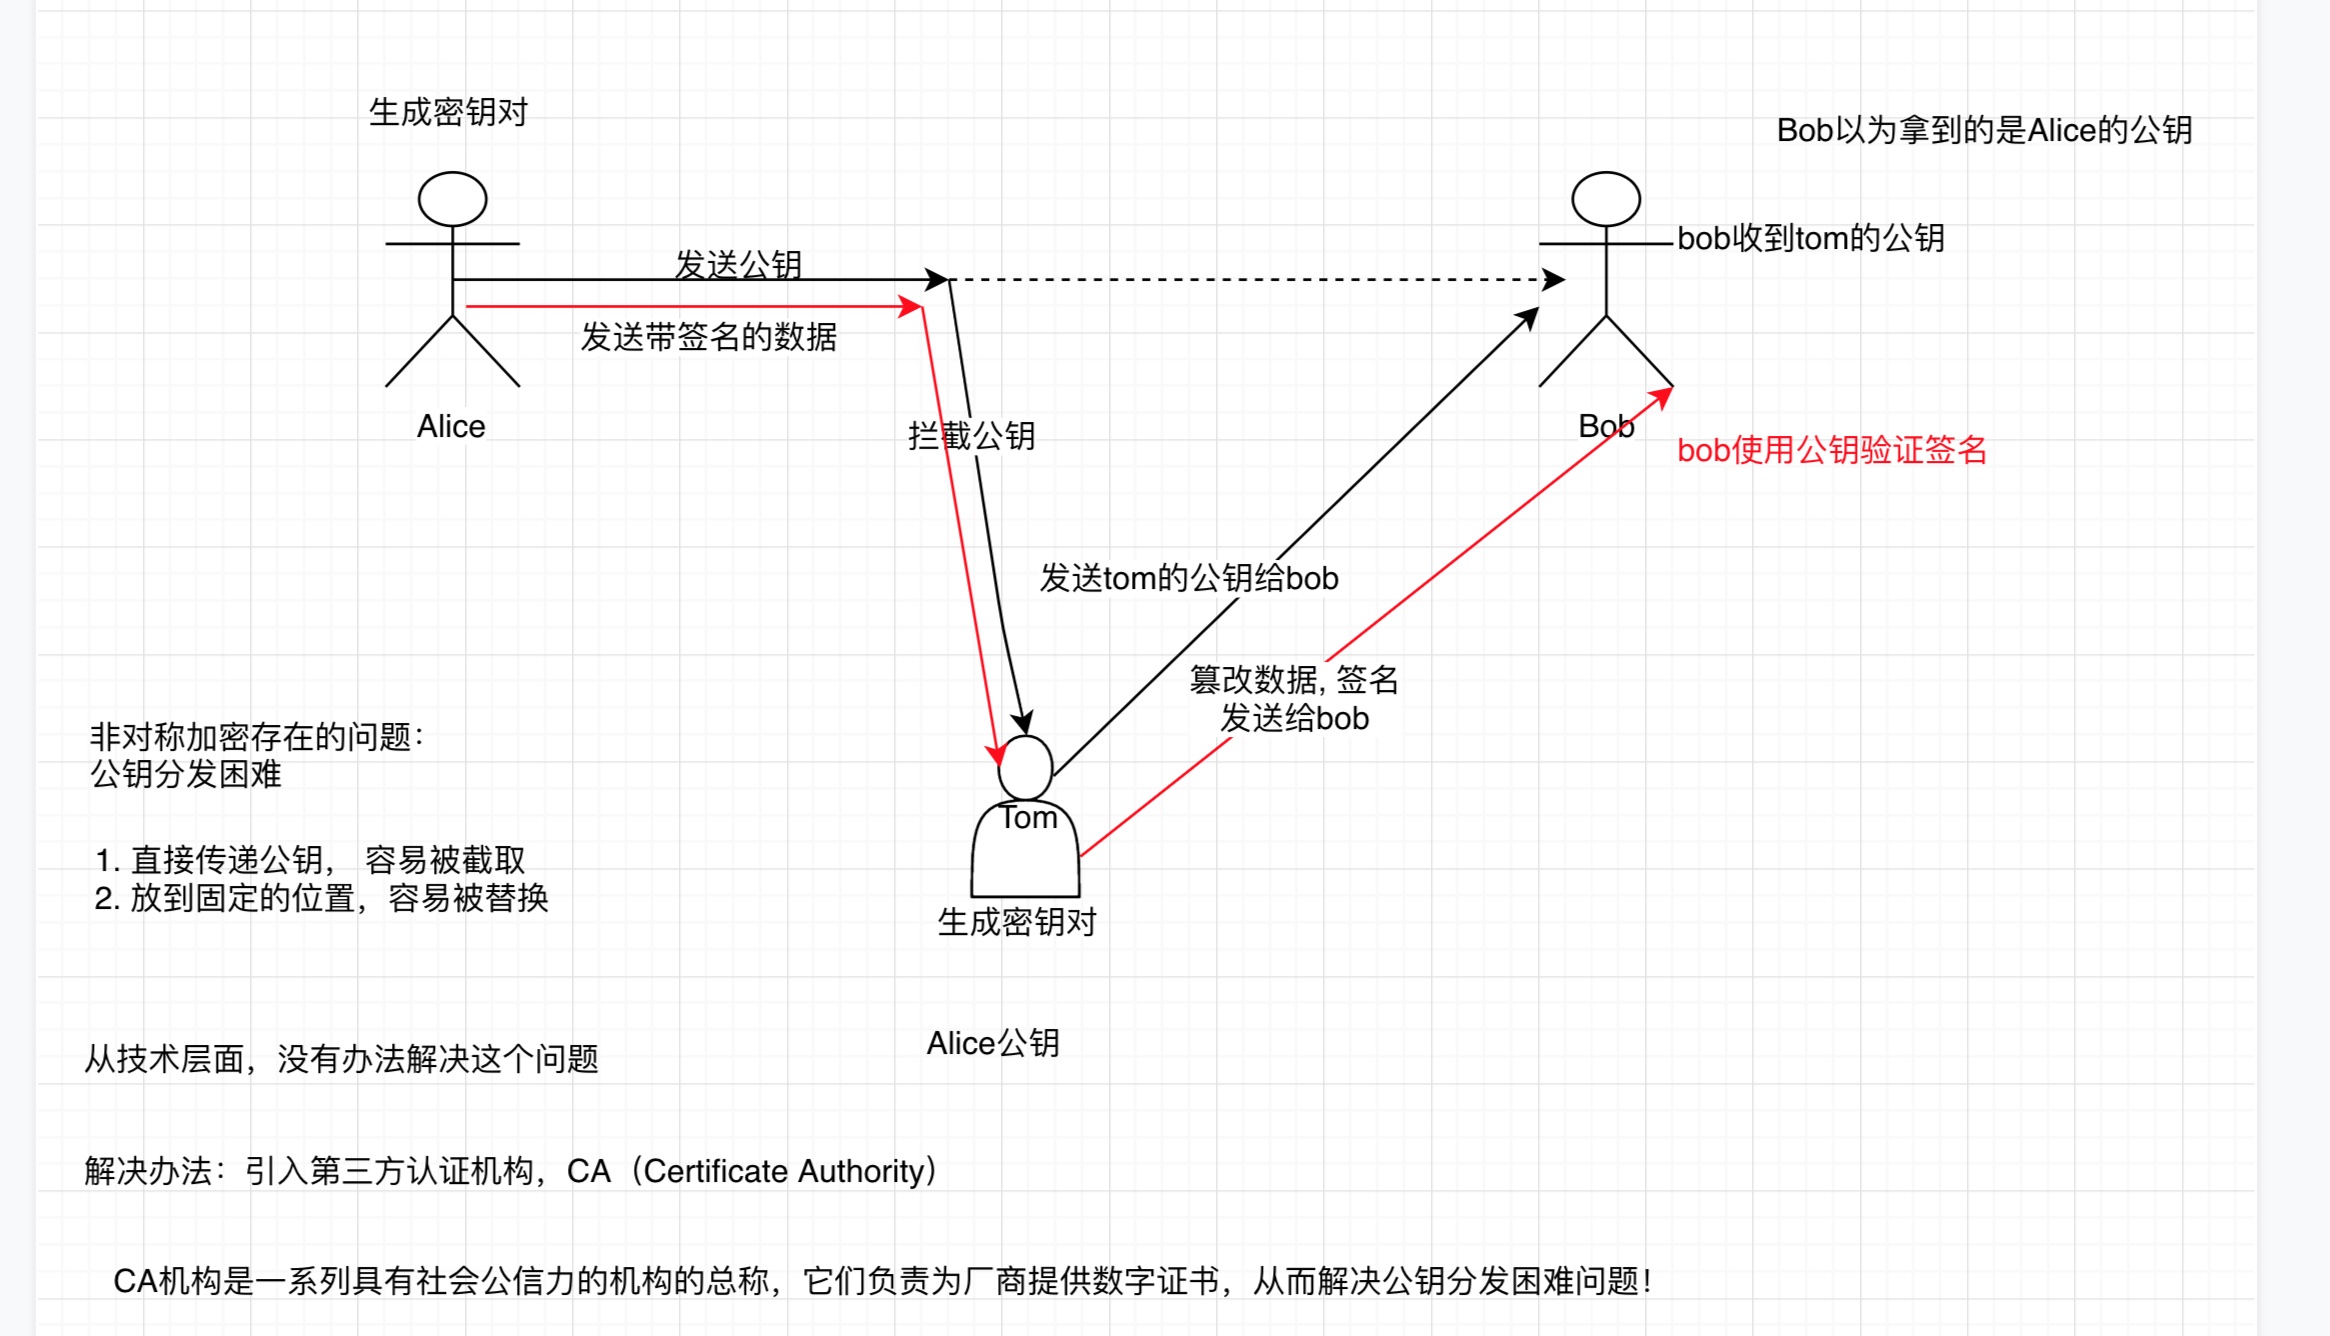 生成密钥对
Bob以为拿到的是Alice的公钥
bob收到tom的公钥
发送公钥
发送带签名的数据
Alice
拦截公钥
Bob
bob使用公钥验证签名
发送tom的公钥给bob
篡改数据, 签名
发送给bob
非对称加密存在的问题：
公钥分发困难
Tom
1. 直接传递公钥， 容易被截取
2. 放到固定的位置，容易被替换
生成密钥对
Alice公钥
从技术层面，没有办法解决这个问题
解决办法：引入第三方认证机构，CA（Certificate Authority）
CA机构是一系列具有社会公信力的机构的总称，它们负责为厂商提供数字证书，从而解决公钥分发困难问题！